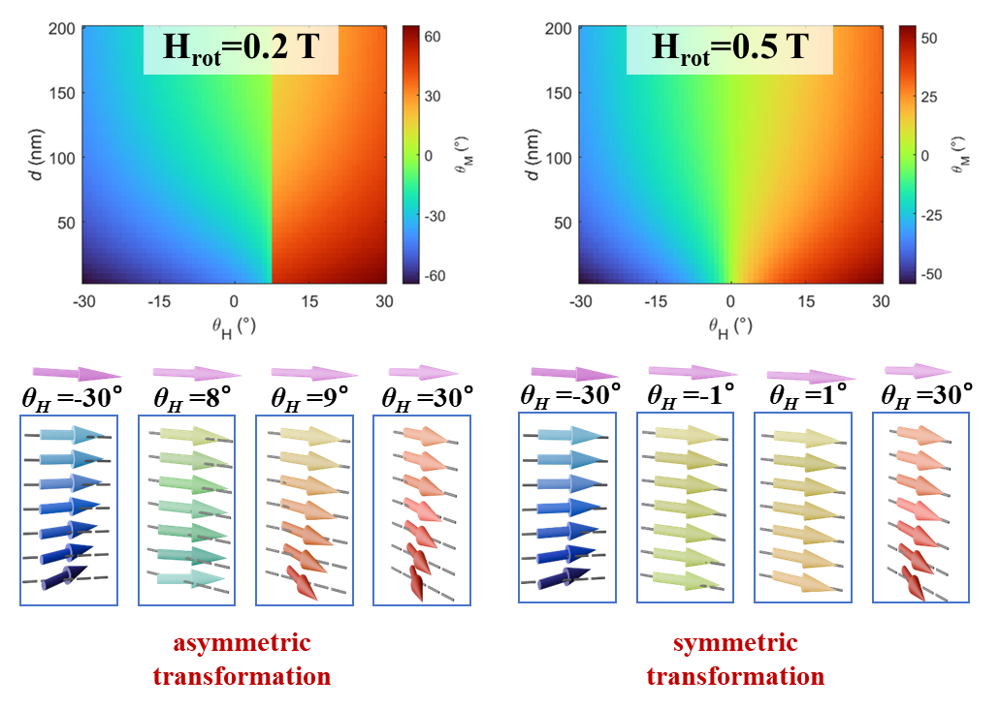 H_rot=0.2 T
200
150
100
50
d (nm)
-30 -15 0 15 30
θ_H (°)
60
30
0
-30
-60
θ_M (°)
H_rot=0.5 T
200
150
100
50
d (nm)
-30 -15 0 15 30
θ_H (°)
50
25
0
-25
-50
θ_M (°)
θ_H =-30° θ_H =8° θ_H =9° θ_H =30°
θ_H =-30° θ_H =-1° θ_H =1° θ_H =30°
asymmetric
transformation
symmetric
transformation